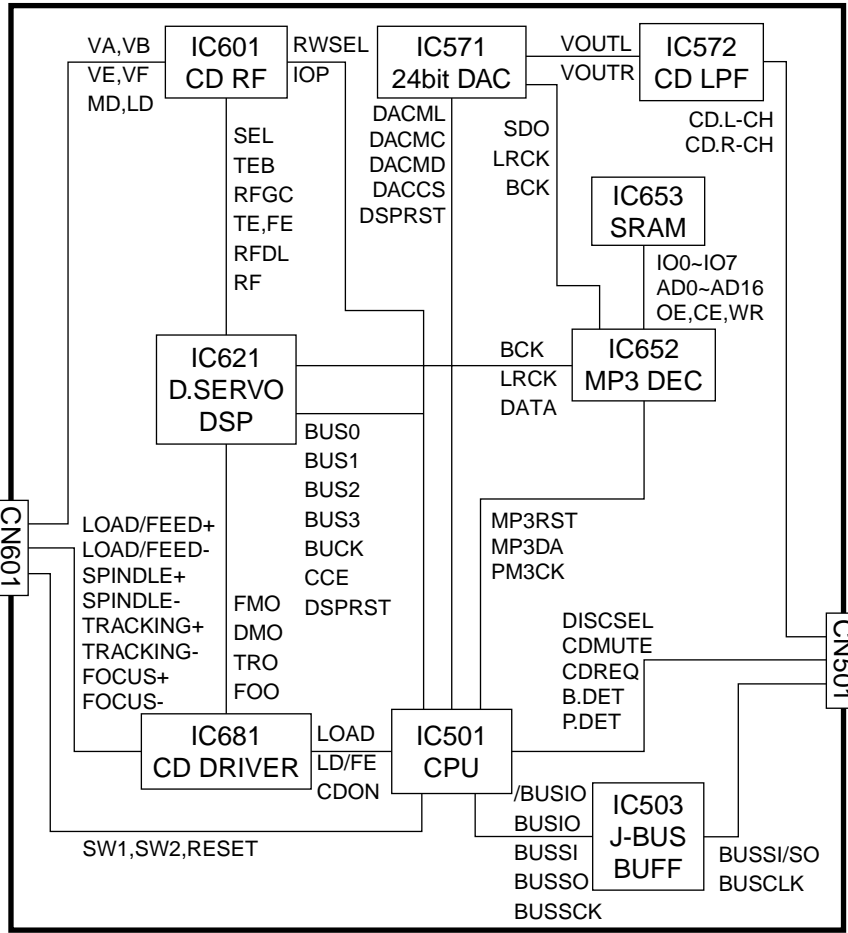 VA,VB
VE,VF
MD,LD
IC601
CD RF
RWSEL
IOP
IC571
24bit DAC
VOUTL
VOUTR
IC572
CD LPF
CD.L-CH
CD.R-CH
SEL
TEB
RFGC
TE,FE
RFDL
RF
DACML
DACMC
DACMD
DACCS
DSPRST
SDO
LRCK
BCK
IC653
SRAM
IO0~IO7
AD0~AD16
OE,CE,WR
IC621
D.SERVO
DSP
BCK
LRCK
DATA
IC652
MP3 DEC
BUS0
BUS1
BUS2
BUS3
BUCK
CCE
DSPRST
MP3RST
MP3DA
PM3CK
CN601
LOAD/FEED+
LOAD/FEED-
SPINDLE+
SPINDLE-
TRACKING+
TRACKING-
FOCUS+
FOCUS-
FMO
DMO
TRO
FOO
DISCSEL
CDMUTE
CDREQ
B.DET
P.DET
CN501
IC681
CD DRIVER
LOAD
LD/FE
CDON
IC501
CPU
/BUSIO
BUSIO
BUSSI
BUSSO
BUSSCK
IC503
J-BUS
BUFF
BUSSI/SO
BUSCLK
SW1,SW2,RESET